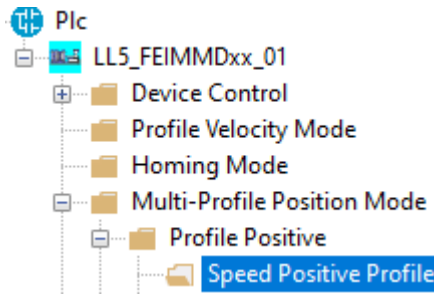 Plc
LL5_FEIMMDxx_01
Device Control
Profile Velocity Mode
Homing Mode
Multi-Profile Position Mode
Profile Positive
Speed Positive Profile